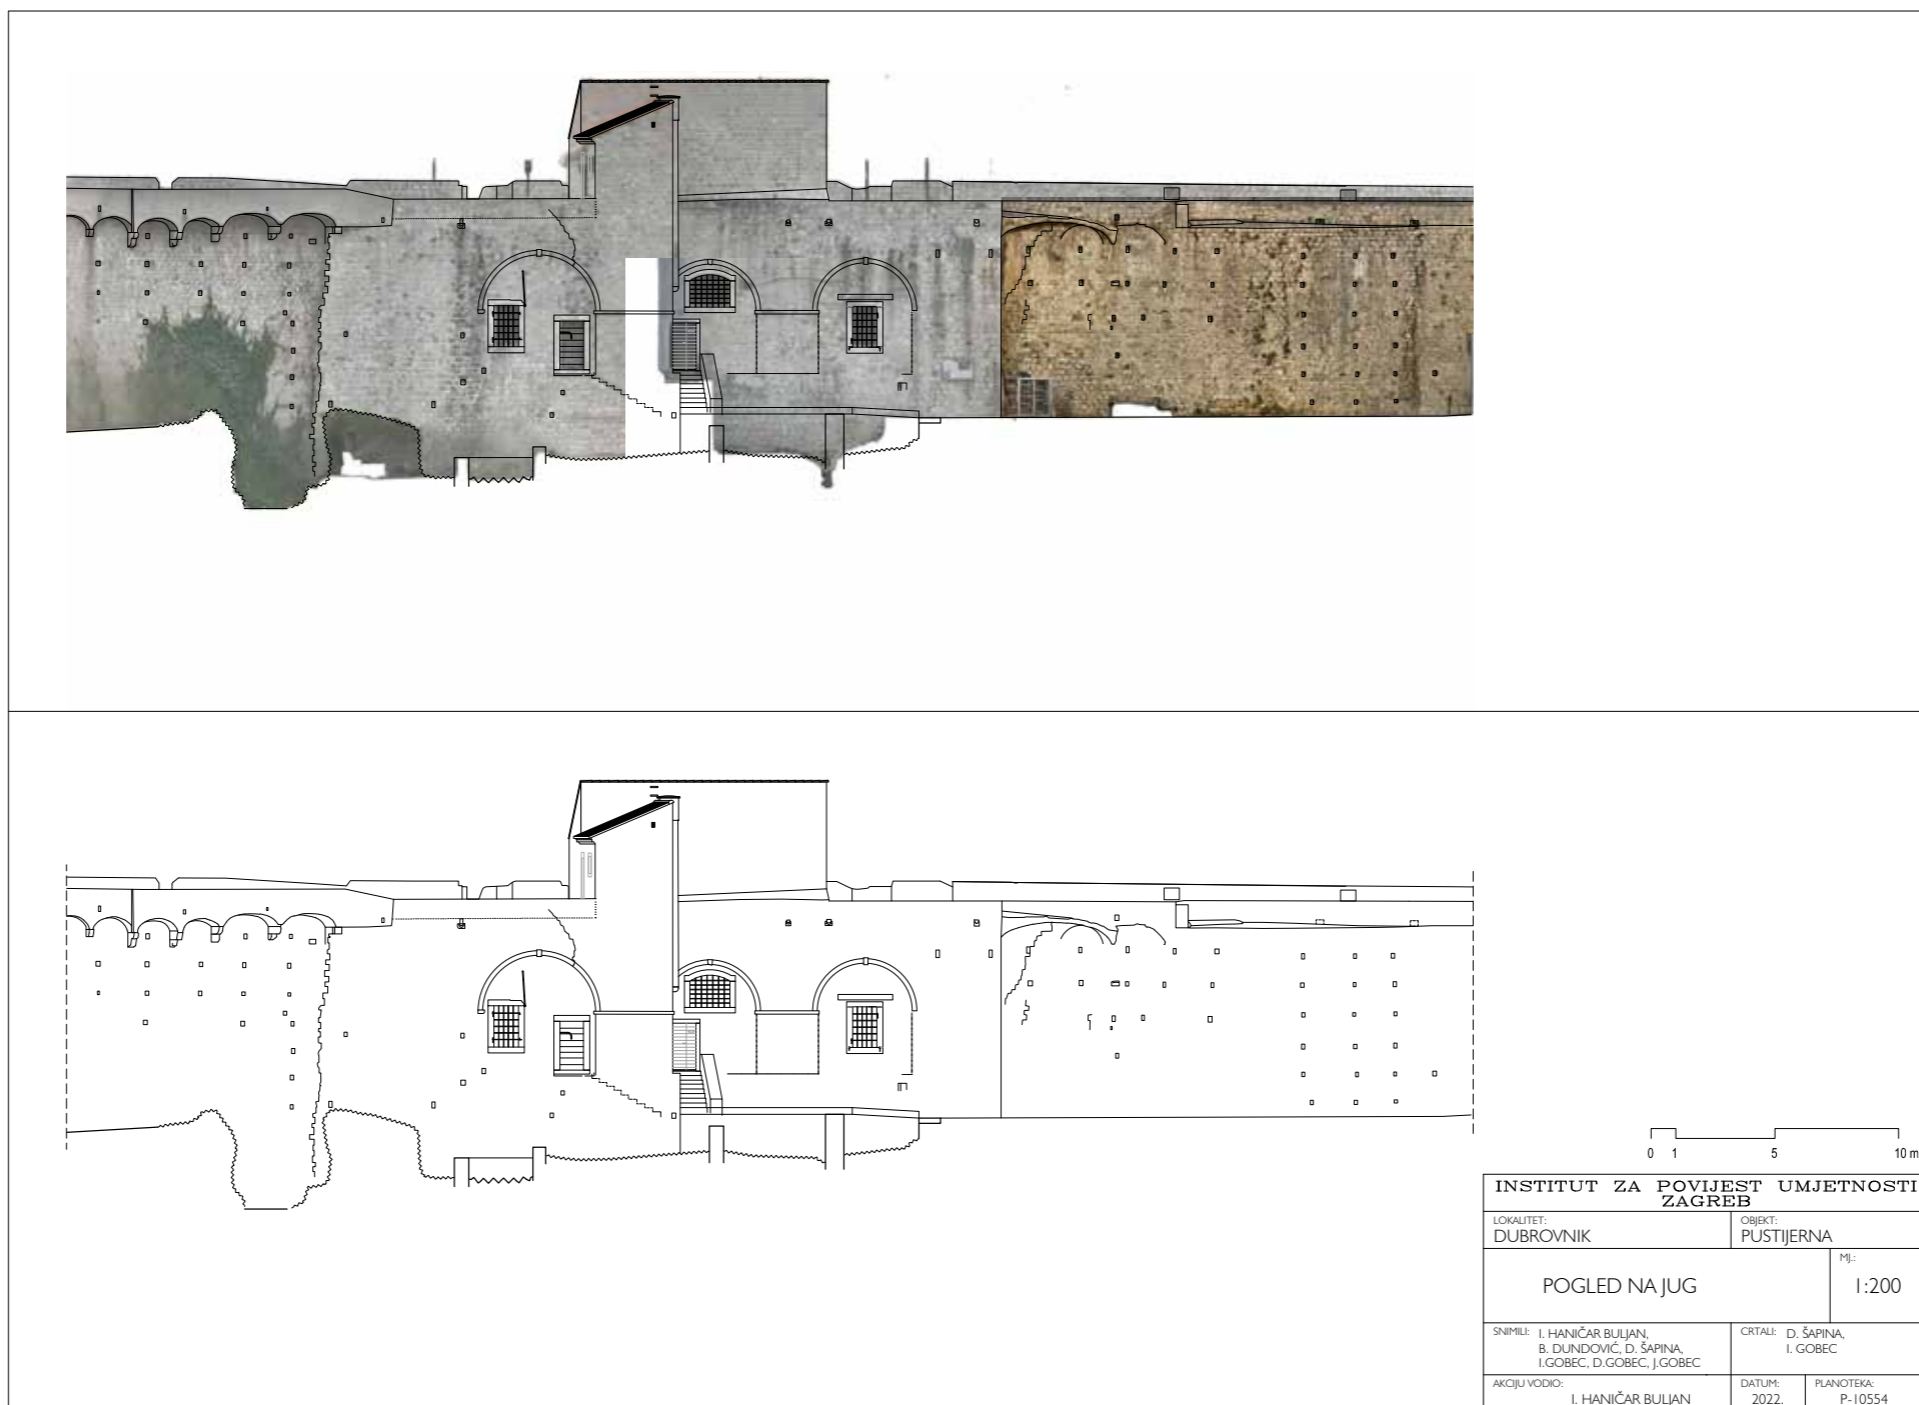 0 1 5 10 m
INSTITUT ZA POVIJEST UMJETNOSTI
ZAGREB
LOKALITET:
DUBROVNIK
OBJEKT:
PUSTIJERNA
POGLED NA JUG
MJ.:
1:200
SNIMILI: I. HANIČAR BULJAN,
B. DUNDOVIĆ, D. ŠAPINA,
I.GOBEC, D.GOBEC, J.GOBEC
CRTALI: D. ŠAPINA,
I. GOBEC
AKCIJU VODIO:
I. HANIČAR BULJAN
DATUM:
2022.
PLANOTEKA:
P-10554